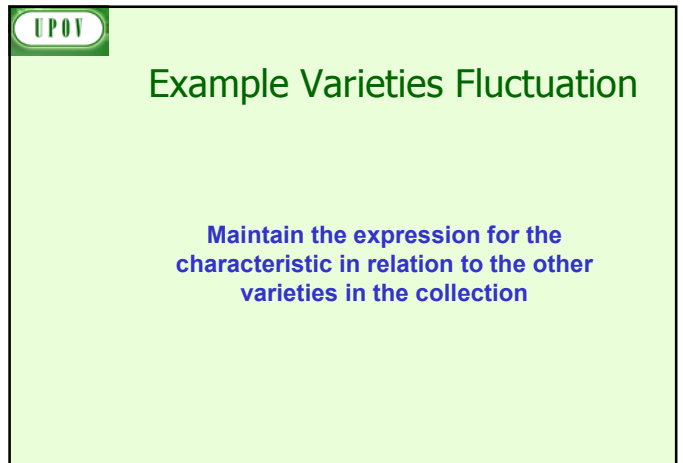 UPOV
Example Varieties Fluctuation
Maintain the expression for the
characteristic in relation to the other
varieties in the collection